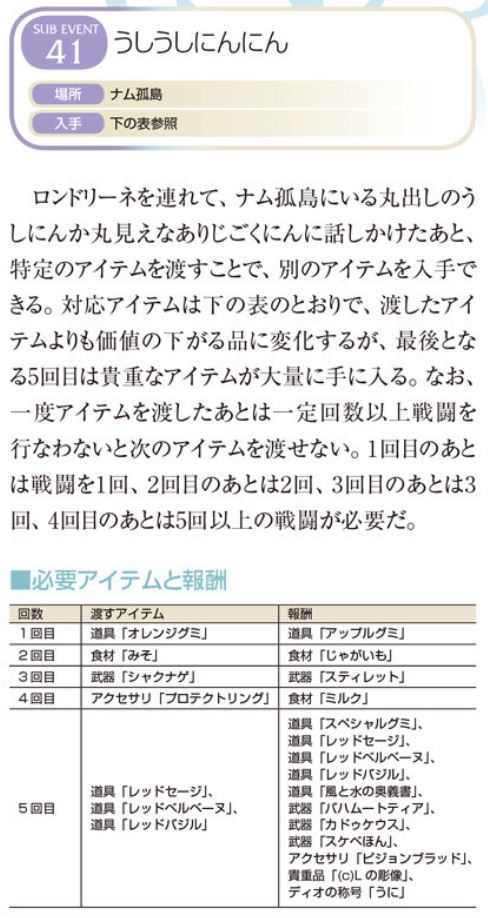 SUB EVENT
41
うしうしにんにん
場所 ナム孤島
入手 下の表参照
ロンドリーネを連れて、ナム孤島にいる丸出しのう
しにんか丸見えなありじごくにんに話しかけたあと、
特定のアイテムを渡すことで、別のアイテムを入手で
きる。対応アイテムは下の表のとおりで、渡したアイ
テムよりも価値の下がる品に変化するが、最後とな
る5回目は貴重なアイテムが大量に手に入る。なお、
一度アイテムを渡したあとは一定回数以上戦闘を
行なわないと次のアイテムを渡せない。1回目のあと
は戦闘を1回、2回目のあとは2回、3回目のあとは3
回、4回目のあとは5回以上の戦闘が必要だ。
■必要アイテムと報酬
回数 渡すアイテム 報酬
1回目 道具「オレンジグミ」 道具「アップルグミ」
2回目 食材「みそ」 食材「じゃがいも」
3回目 武器「シャクナゲ」 武器「スティレット」
4回目 アクセサリ「プロテクトリング」 食材「ミルク」
5回目
道具「レッドセージ」、
道具「レッドベルベーヌ」、
道具「レッドバジル」
道具「スペシャルグミ」、
道具「レッドセージ」、
道具「レッドベルベーヌ」、
道具「レッドバジル」、
道具「風と水の奥義書」、
武器「バハムートティア」、
武器「カドゥケウス」、
武器「スケベほん」、
アクセサリ「ピジョンブラッド」、
貴重品「(c)Lの彫像」、
ディオの称号「うに」